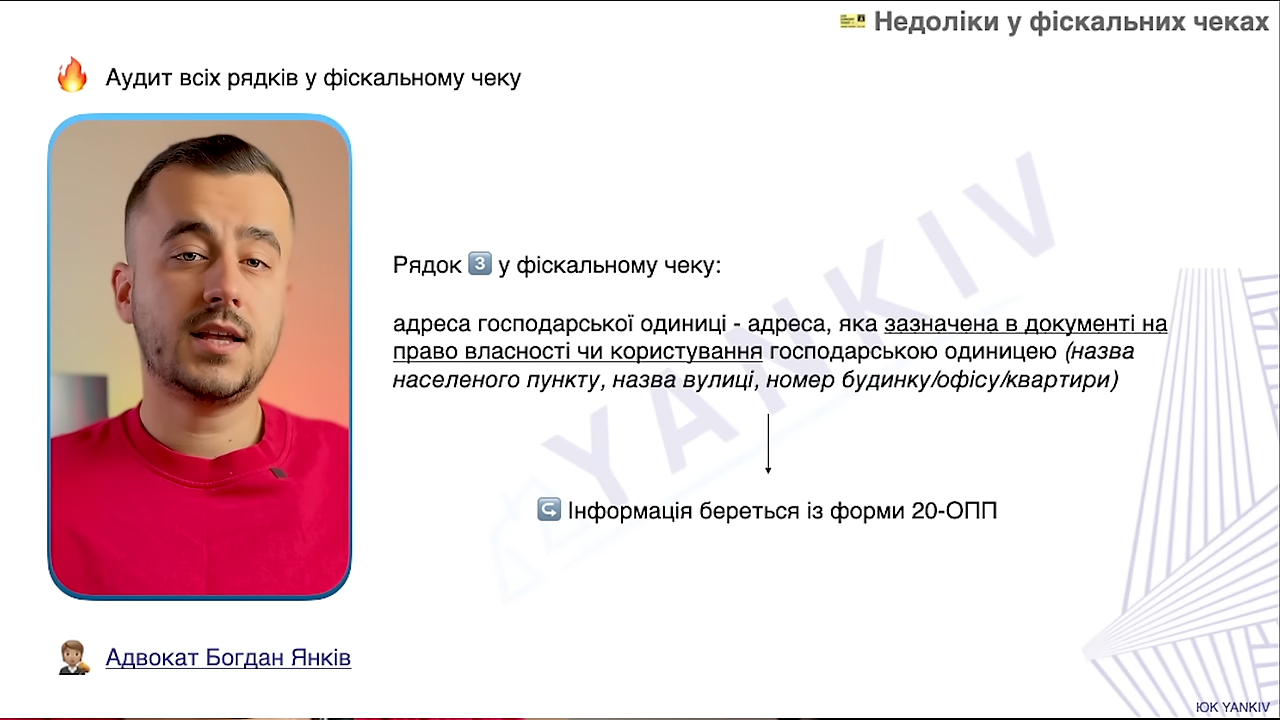 Недоліки у фіскальних чеках
Аудит всіх рядків у фіскальному чеку
Рядок 3 у фіскальному чеку:
адреса господарської одиниці - адреса, яка зазначена в документі на
право власності чи користування господарською одиницею (назва
населеного пункту, назва вулиці, номер будинку/офісу/квартири)
YANKIV
Інформація береться із форми 20-ОПП
Адвокат Богдан Янків
ЮК YANKIV